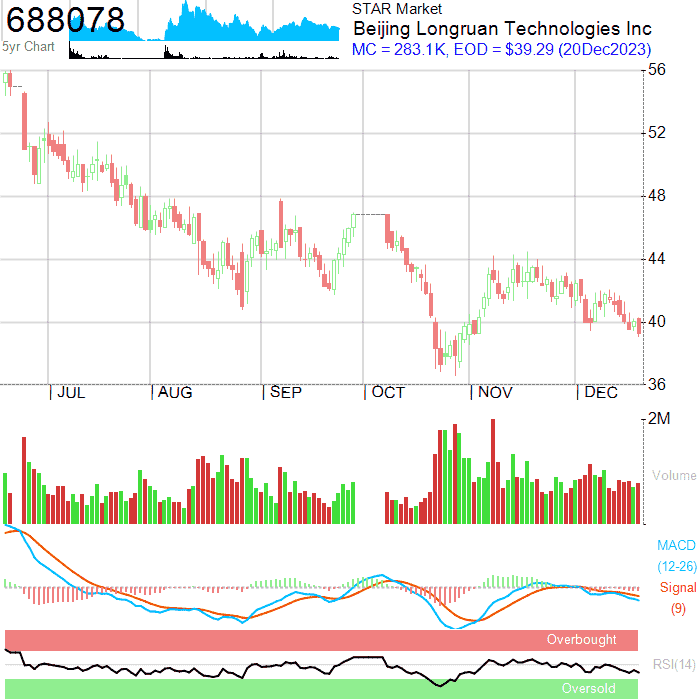 688078
STAR Market
Beijing Longruan Technologies Inc
5yr Chart
MC = 283.1K, EOD = $39.29 (20Dec2023)
56
52
48
44
40
36
JUL AUG SEP OCT NOV DEC
2M
Volume
MACD
(12-26)
Signal
(9)
Overbought
RSI(14)
Oversold